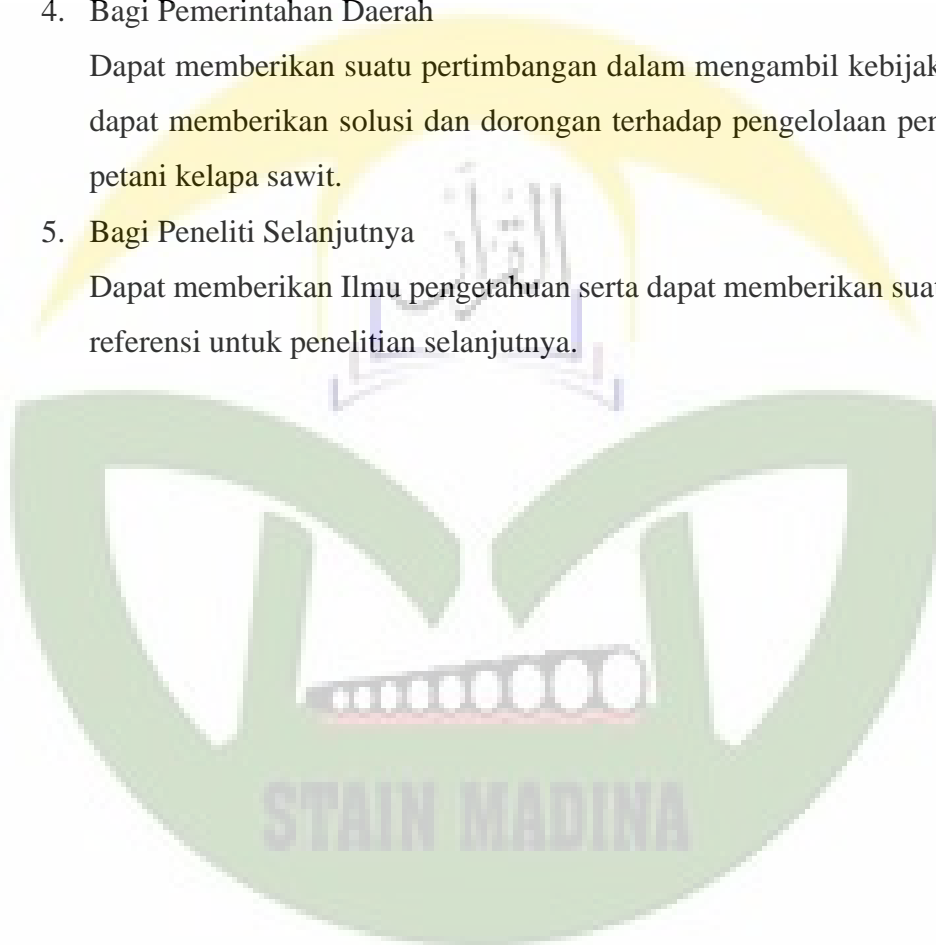 4. Bagi Pemerintahan Daerah
Dapat memberikan suatu pertimbangan dalam mengambil kebijak
dapat memberikan solusi dan dorongan terhadap pengelolaan pen
petani kelapa sawit.
5. Bagi Peneliti Selanjutnya
Dapat memberikan Ilmu pengetahuan serta dapat memberikan suat
referensi untuk penelitian selanjutnya.
القرآن
STAIN MADINA